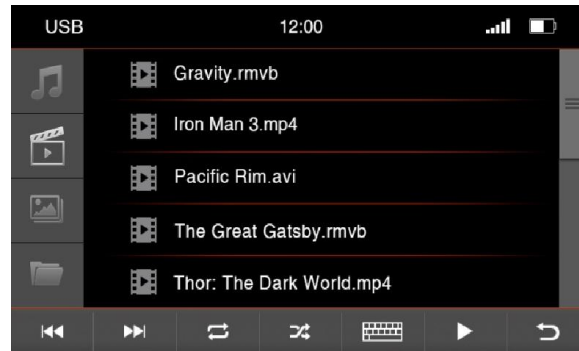 USB 12:00
Gravity.rmvb
Iron Man 3.mp4
Pacific Rim.avi
The Great Gatsby.rmvb
Thor: The Dark World.mp4